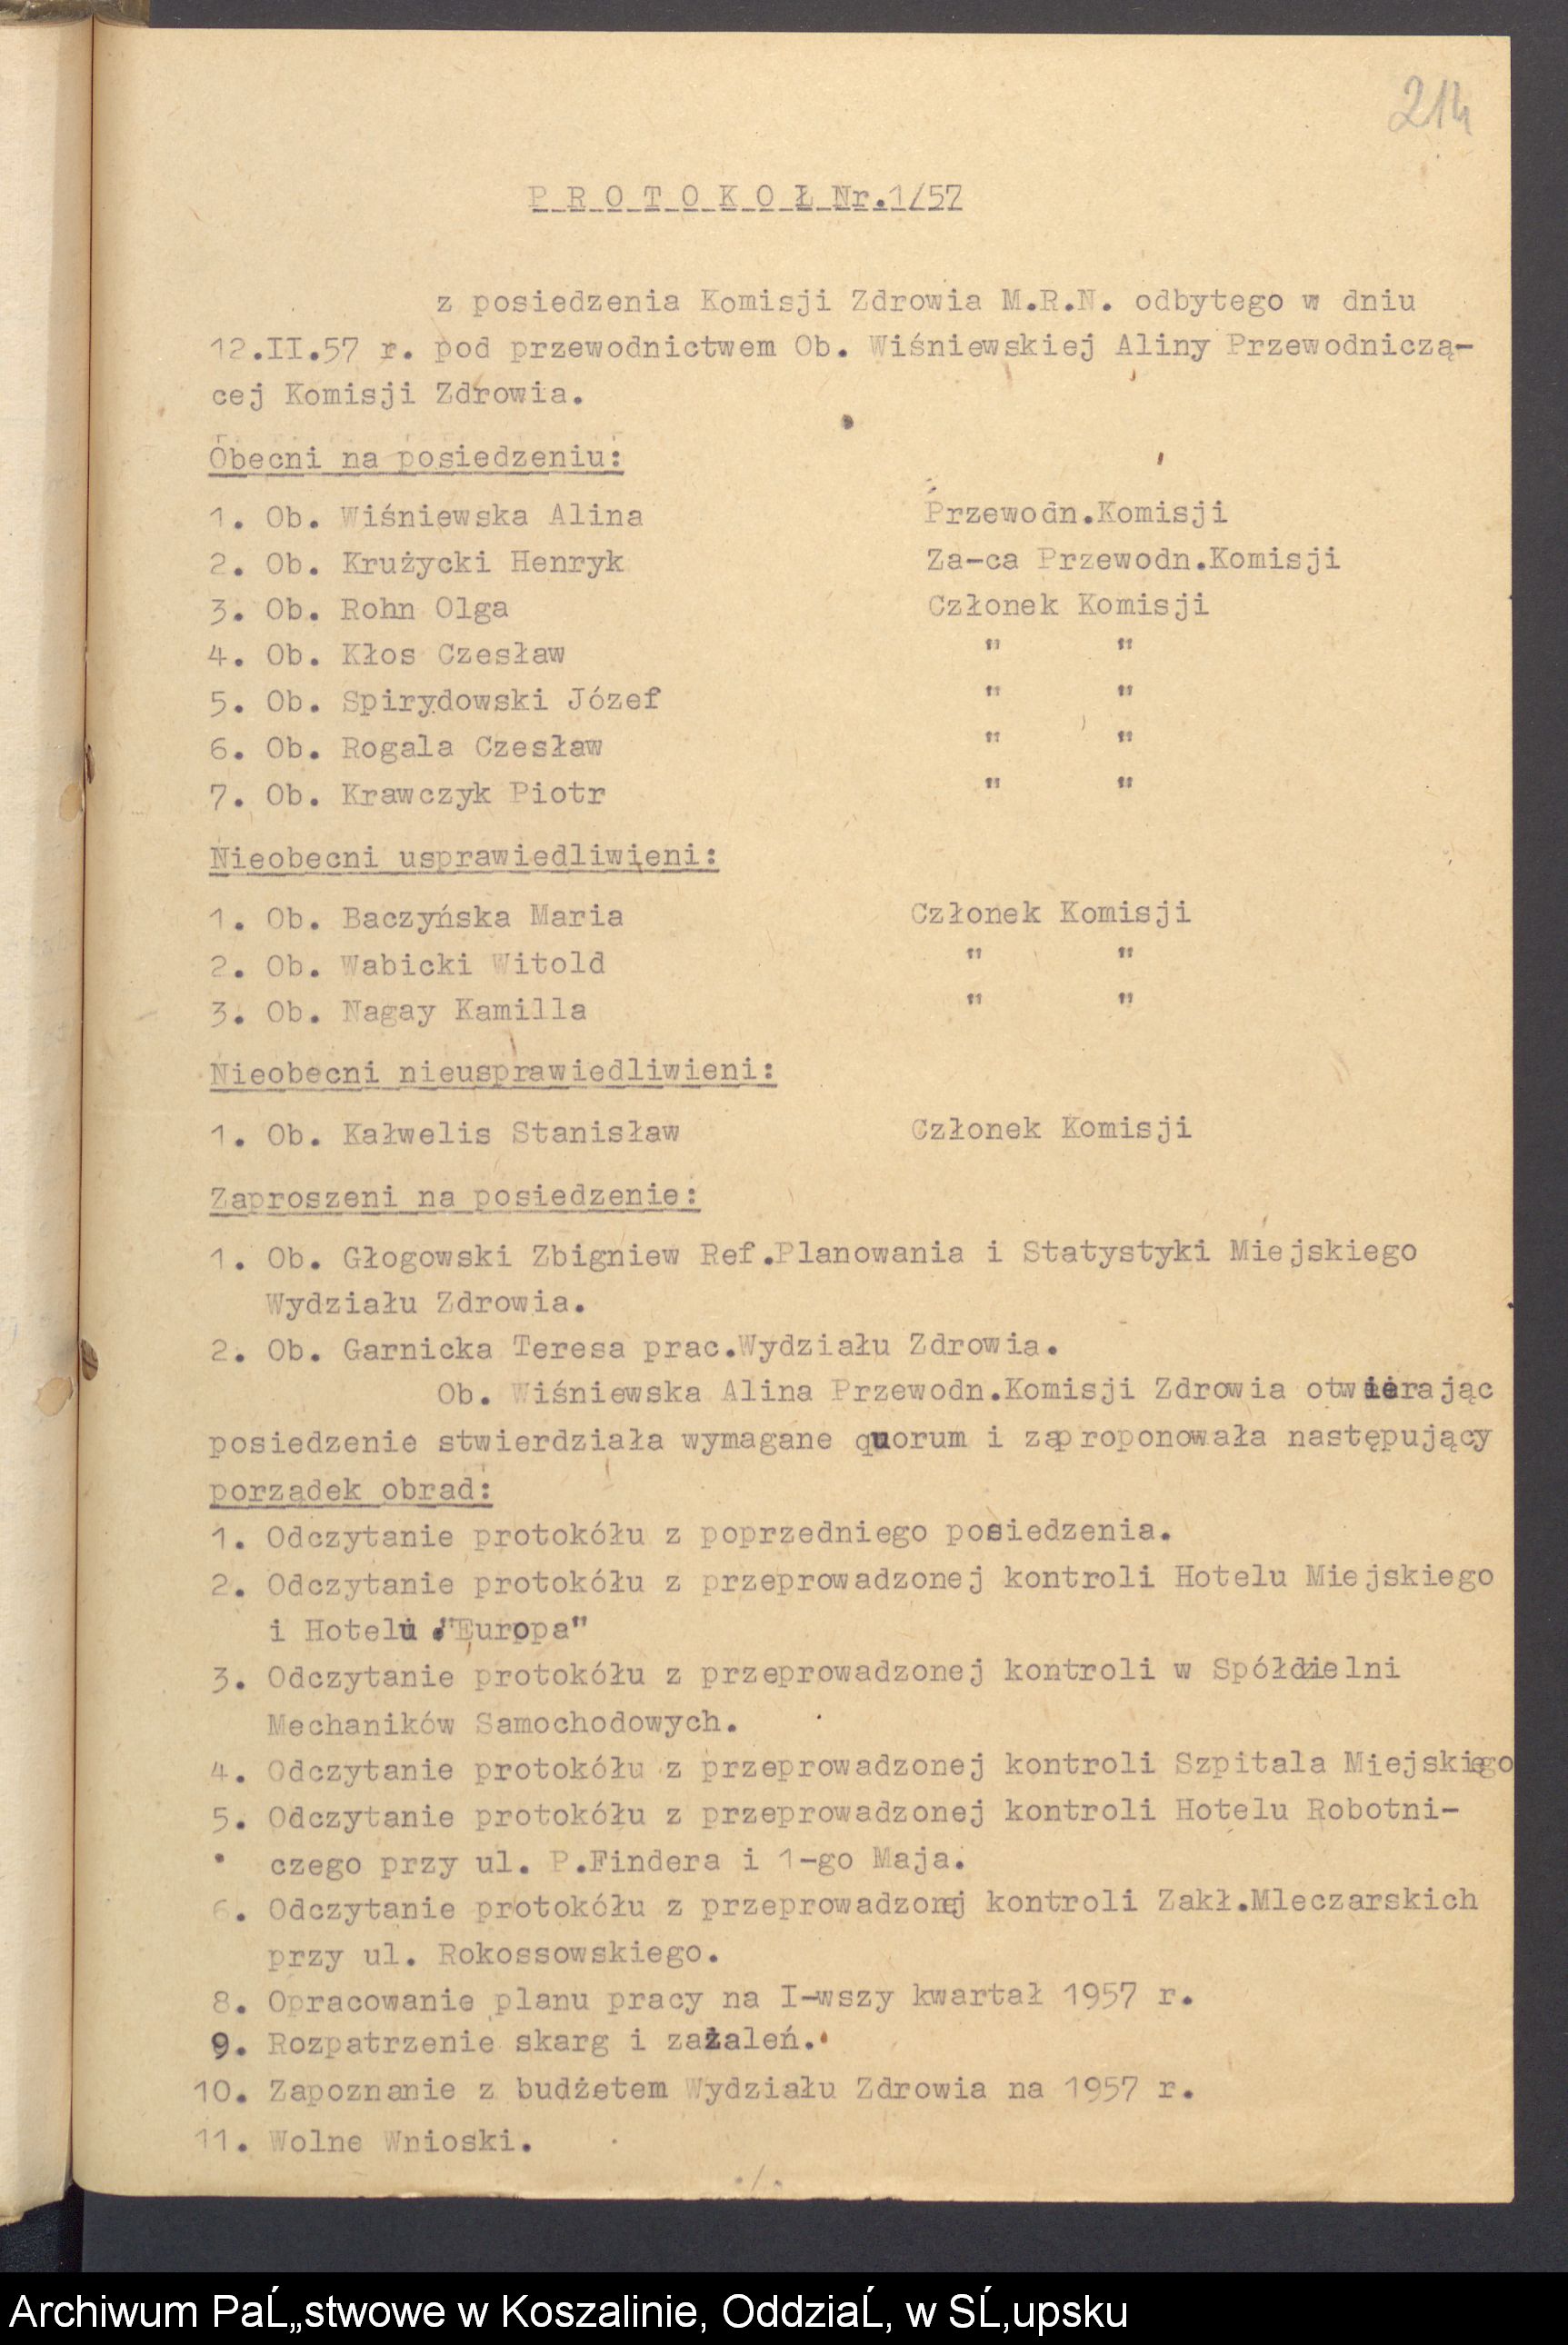 214
P R O T O K O Ł Nr.1/57
z posiedzenia Komisji Zdrowia M.R.N. odbytego w dniu
12.II.57 r. pod przewodnictwem Ob. Wiśniewskiej Aliny Przewodniczą-
cej Komisji Zdrowia.
Obecni na posiedzeniu:
1. Ob. Wiśniewska Alina Przewodn.Komisji
2. Ob. Krużycki Henryk Za-ca Przewodn.Komisji
3. Ob. Rohn Olga Członek Komisji
4. Ob. Kłos Czesław " "
5. Ob. Spirydowski Józef " "
6. Ob. Rogala Czesław " "
7. Ob. Krawczyk Piotr " "
Nieobecni usprawiedliwieni:
1. Ob. Baczyńska Maria Członek Komisji
2. Ob. Wabicki Witold " "
3. Ob. Nagay Kamilla " "
Nieobecni nieusprawiedliwieni:
1. Ob. Kałwelis Stanisław Członek Komisji
Zaproszeni na posiedzenie:
1. Ob. Głogowski Zbigniew Ref.Planowania i Statystyki Miejskiego
Wydziału Zdrowia.
2. Ob. Garnicka Teresa prac.Wydziału Zdrowia.
Ob. Wiśniewska Alina Przewodn.Komisji Zdrowia otwierając
posiedzenie stwierdziała wymagane quorum i zaproponowała następujący
porządek obrad:
1. Odczytanie protokółu z poprzedniego posiedzenia.
2. Odczytanie protokółu z przeprowadzonej kontroli Hotelu Miejskiego
i Hotelu "Europa"
3. Odczytanie protokółu z przeprowadzonej kontroli w Spółdzielni
Mechaników Samochodowych.
4. Odczytanie protokółu z przeprowadzonej kontroli Szpitala Miejskiego
5. Odczytanie protokółu z przeprowadzonej kontroli Hotelu Robotni-
czego przy ul. P.Findera i 1-go Maja.
6. Odczytanie protokółu z przeprowadzonej kontroli Zakł.Mleczarskich
przy ul. Rokossowskiego.
8. Opracowanie planu pracy na I-wszy kwartał 1957 r.
9. Rozpatrzenie skarg i zażaleń.
10. Zapoznanie z budżetem Wydziału Zdrowia na 1957 r.
11. Wolne Wnioski.
./.
Archiwum PaĹ„stwowe w Koszalinie, OddziaĹ‚ w SĹ‚upsku